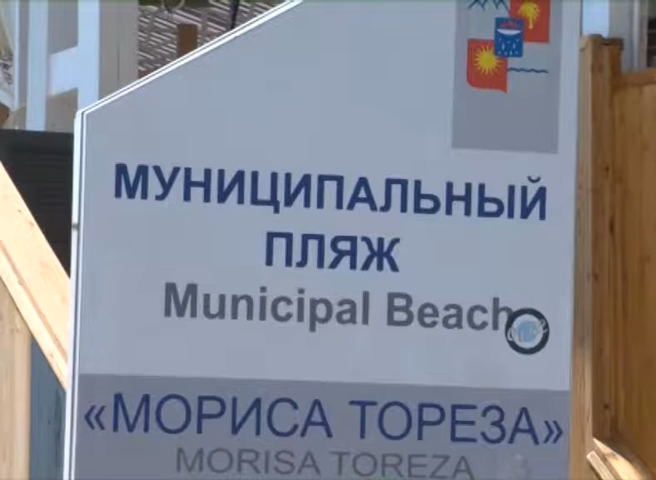 МУНИЦИПАЛЬНЫЙ
ПЛЯЖ
Municipal Beach
«МОРИСА ТОРЕЗА»
MORISA TOREZA